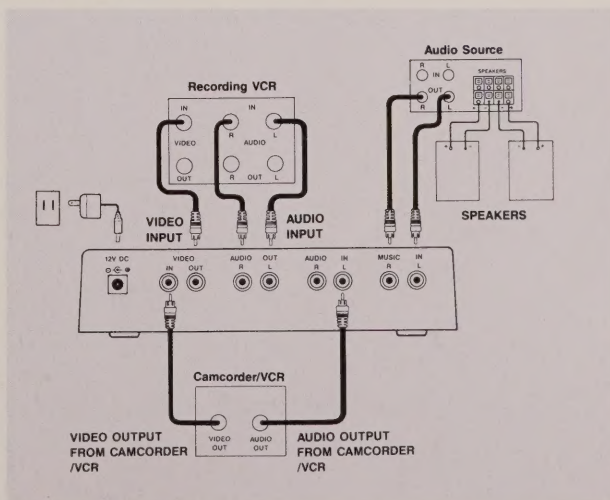 Audio Source
R L
IN
OUT
R L
SPEAKERS
+ - + - - +
SPEAKERS
Recording VCR
IN IN
R L
VIDEO AUDIO
OUT R OUT L
VIDEO
INPUT
AUDIO
INPUT
12V DC
VIDEO
IN OUT
AUDIO OUT
R L
AUDIO IN
R L
MUSIC IN
R L
Camcorder/VCR
VIDEO
OUT
AUDIO
OUT
VIDEO OUTPUT
FROM CAMCORDER
/VCR
AUDIO OUTPUT
FROM CAMCORDER
/VCR